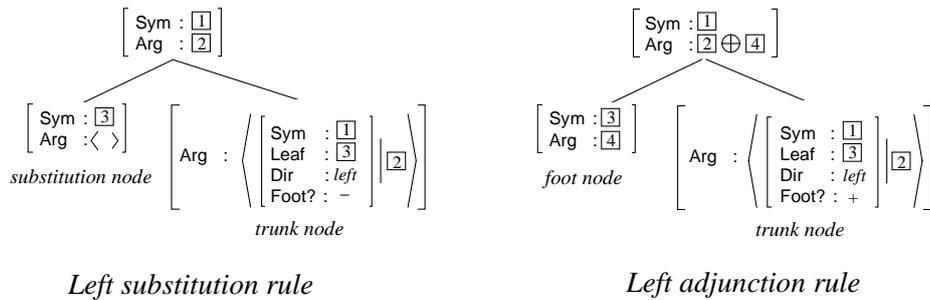 Sym : 1
Arg : 2
Sym : 3
Arg : 〈 〉
substitution node
Arg :
Sym : 1
Leaf : 3
Dir : left
Foot? : −
2
trunk node
Left substitution rule
Sym : 1
Arg : 2 ⊕ 4
Sym : 3
Arg : 4
foot node
Arg :
Sym : 1
Leaf : 3
Dir : left
Foot? : +
2
trunk node
Left adjunction rule